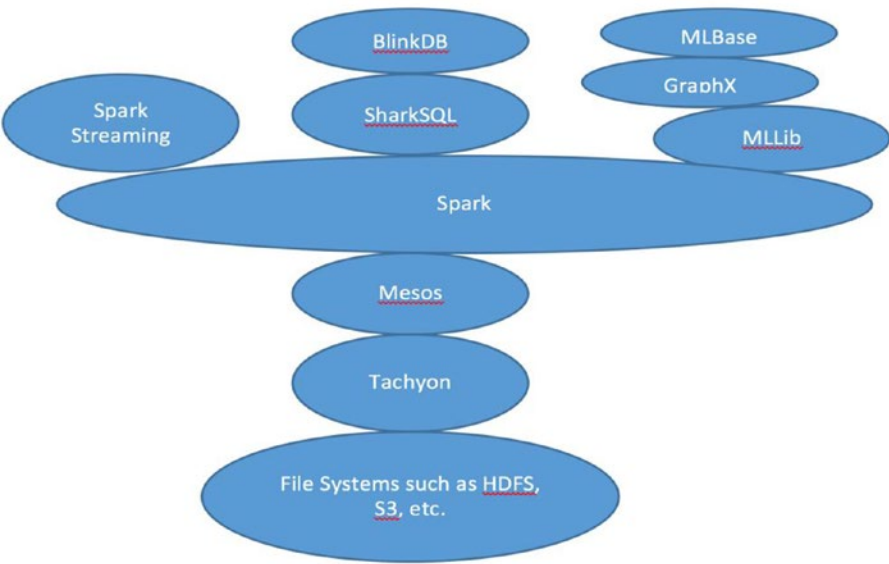 BlinkDB
MLBase
GraphX
Spark
Streaming
SharkSQL
MLLib
Spark
Mesos
Tachyon
File Systems such as HDFS,
S3, etc.